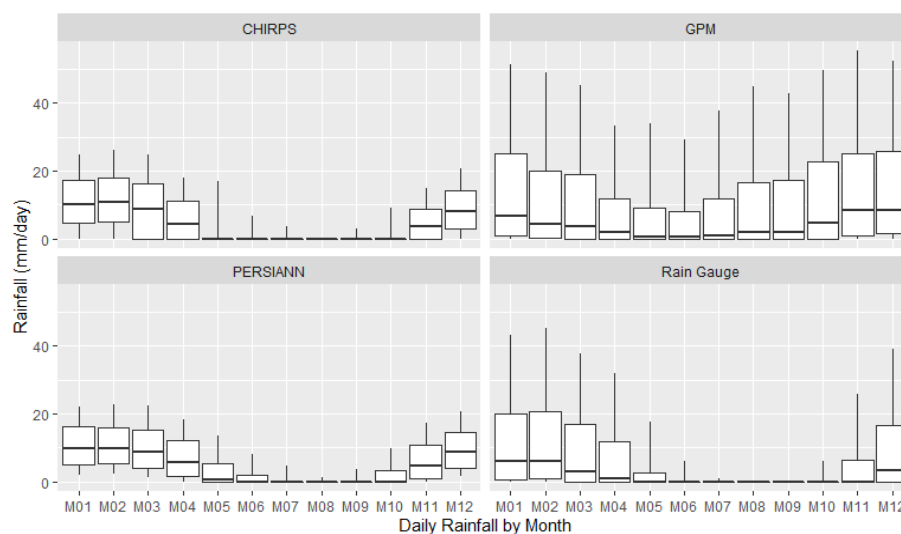 CHIRPS GPM
40
20
0
PERSIANN Rain Gauge
40
20
0
Rainfall (mm/day)
M01 M02 M03 M04 M05 M06 M07 M08 M09 M10 M11 M12 M01 M02 M03 M04 M05 M06 M07 M08 M09 M10 M11 M12
Daily Rainfall by Month